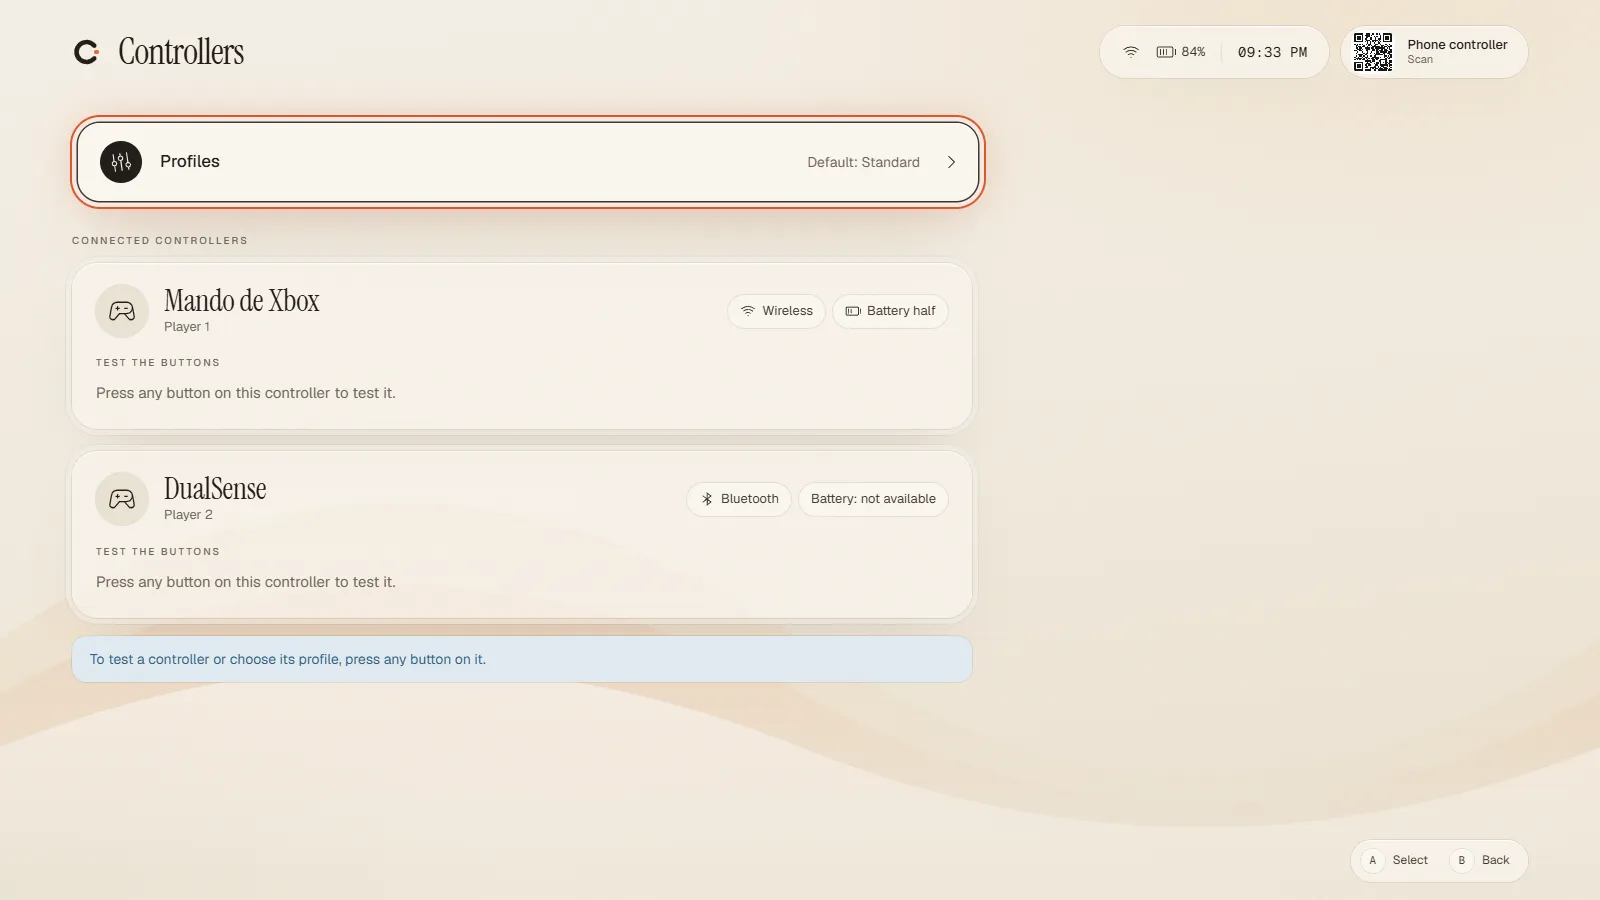 Controllers
84%
09:33 PM
Phone controller
Scan
Profiles
Default: Standard
CONNECTED CONTROLLERS
Mando de Xbox
Player 1
Wireless
Battery half
TEST THE BUTTONS
Press any button on this controller to test it.
DualSense
Player 2
Bluetooth
Battery: not available
TEST THE BUTTONS
Press any button on this controller to test it.
To test a controller or choose its profile, press any button on it.
A Select B Back